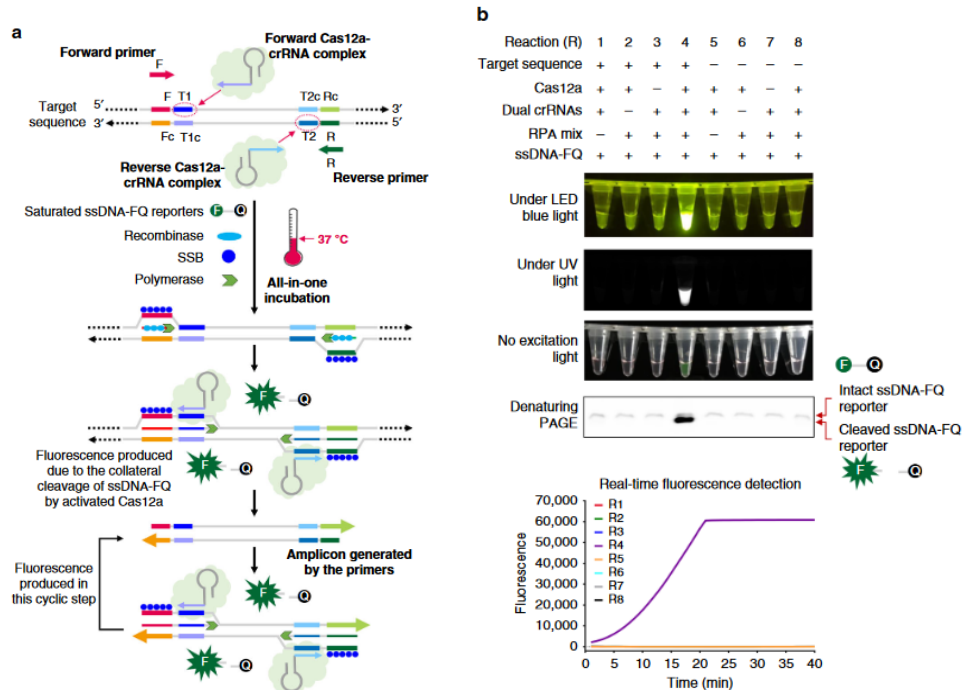 a
Forward primer
F
Forward Cas12a-
crRNA complex
Target
sequence
5′
3′
F T1
T2c Rc
3′
5′
Fc T1c
T2 R
R
Reverse Cas12a-
crRNA complex
Reverse primer
Saturated ssDNA-FQ reporters
F Q
Recombinase
SSB
Polymerase
37 °C
All-in-one
incubation
F Q
Fluorescence produced
due to the collateral
cleavage of ssDNA-FQ
by activated Cas12a
F Q
Amplicon generated
by the primers
Fluorescence
produced in
this cyclic step
F Q
F Q
b
Reaction (R) 1 2 3 4 5 6 7 8
Target sequence + + + + – – – –
Cas12a + + – + + + – +
Dual crRNAs + – + + + – + +
RPA mix – + + + – + + +
ssDNA-FQ + + + + + + + +
Under LED
blue light
Under UV
light
No excitation
light
F Q
Denaturing
PAGE
Intact ssDNA-FQ
reporter
Cleaved ssDNA-FQ
reporter
F Q
Real-time fluorescence detection
Fluorescence
70,000
60,000
50,000
40,000
30,000
20,000
10,000
0
R1
R2
R3
R4
R5
R6
R7
R8
0 5 10 15 20 25 30 35 40
Time (min)